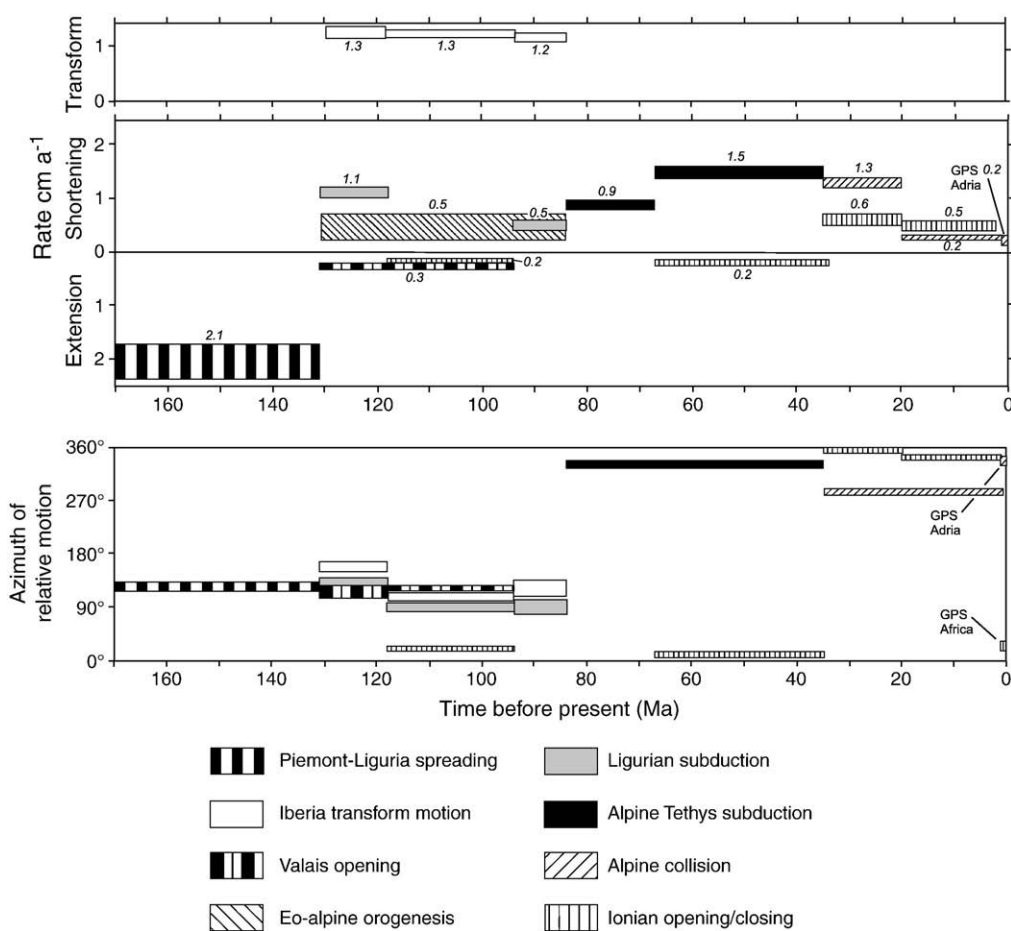 Transform
1
0
1.3
1.3
1.2
Rate cm a-1
Shortening
Extension
2
1
0
1
2
1.1
0.5
0.5
0.9
1.5
1.3
0.6
0.5
GPS 0.2
Adria
0.2
0.2
0.3
0.2
2.1
160 140 120 100 80 60 40 20 0
Azimuth of
relative motion
360°
270°
180°
90°
0°
GPS
Adria
GPS
Africa
160 140 120 100 80 60 40 20 0
Time before present (Ma)
Piemont-Liguria spreading
Ligurian subduction
Iberia transform motion
Alpine Tethys subduction
Valais opening
Alpine collision
Eo-alpine orogenesis
Ionian opening/closing